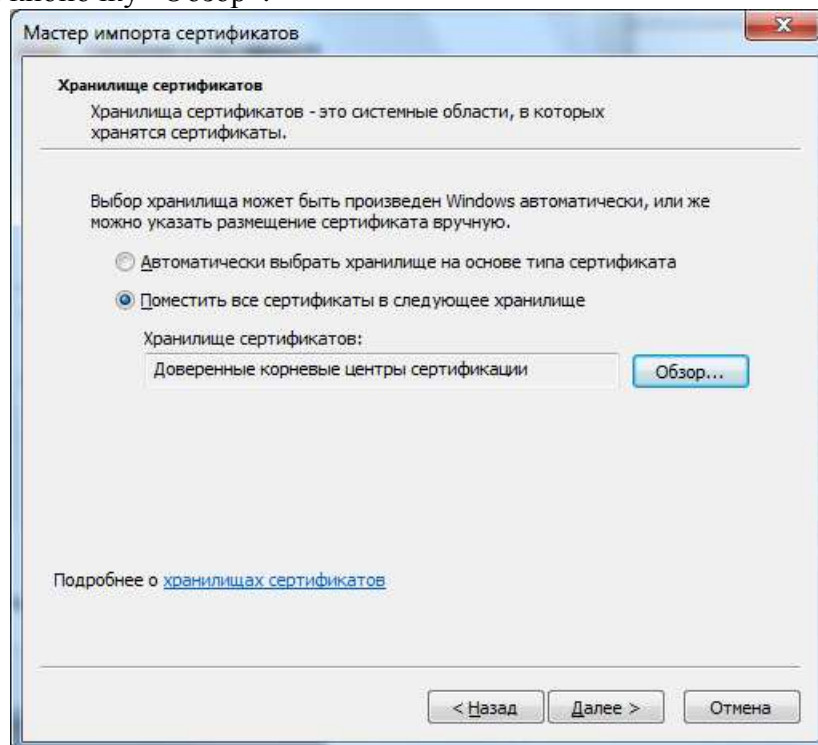 Мастер импорта сертификатов
Хранилище сертификатов
Хранилища сертификатов - это системные области, в которых
хранятся сертификаты.
Выбор хранилища может быть произведен Windows автоматически, или же
можно указать размещение сертификата вручную.
Автоматически выбрать хранилище на основе типа сертификата
Поместить все сертификаты в следующее хранилище
Хранилище сертификатов:
Доверенные корневые центры сертификации
Обзор...
Подробнее о хранилищах сертификатов
< Назад Далее > Отмена